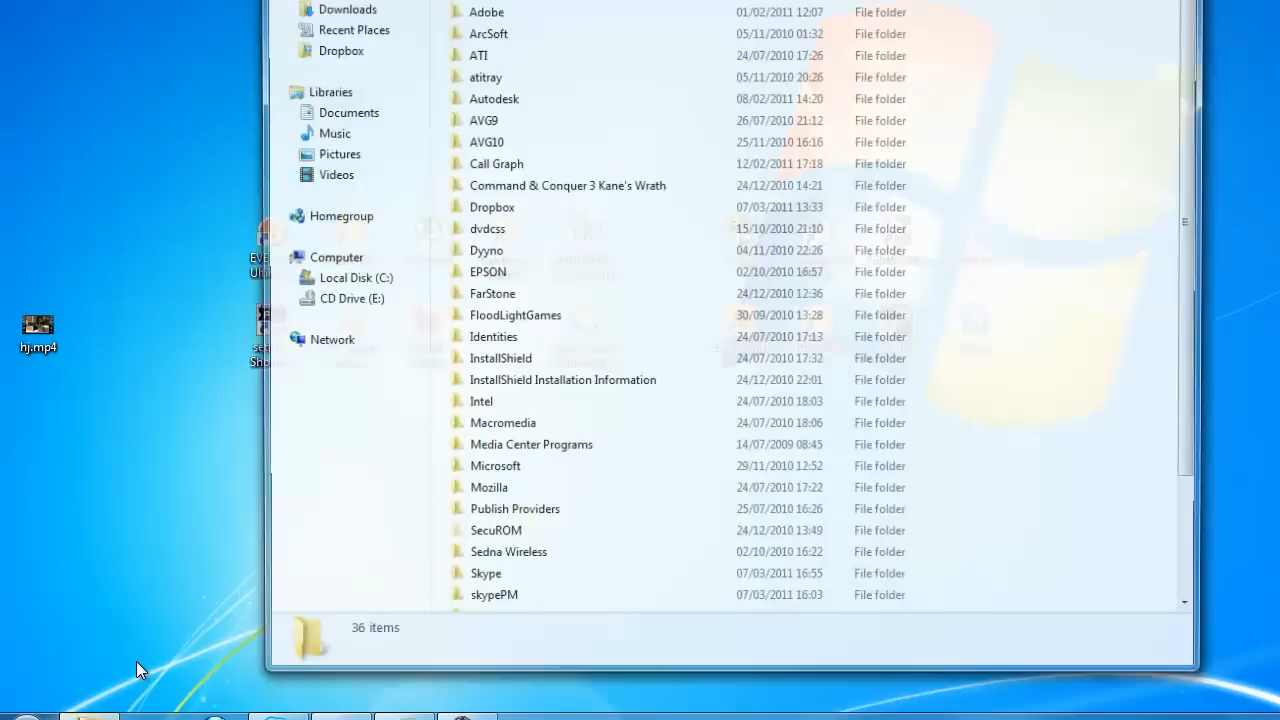 Downloads
Recent Places
Dropbox
Libraries
Documents
Music
Pictures
Videos
Homegroup
Computer
Local Disk (C:)
CD Drive (E:)
Network
hj.mp4
Adobe 01/02/2011 12:07 File folder
ArcSoft 05/11/2010 01:32 File folder
ATI 24/07/2010 17:26 File folder
atitray 05/11/2010 20:26 File folder
Autodesk 08/02/2011 14:20 File folder
AVG9 26/07/2010 21:12 File folder
AVG10 25/11/2010 16:16 File folder
Call Graph 12/02/2011 17:18 File folder
Command & Conquer 3 Kane's Wrath 24/12/2010 14:21 File folder
Dropbox 07/03/2011 13:33 File folder
dvdcss 15/10/2010 21:10 File folder
Dyyno 04/11/2010 22:26 File folder
EPSON 02/10/2010 16:57 File folder
FarStone 24/12/2010 12:36 File folder
FloodLightGames 30/09/2010 13:28 File folder
Identities 24/07/2010 17:13 File folder
InstallShield 24/07/2010 17:32 File folder
InstallShield Installation Information 24/12/2010 22:01 File folder
Intel 24/07/2010 18:03 File folder
Macromedia 24/07/2010 18:06 File folder
Media Center Programs 14/07/2009 08:45 File folder
Microsoft 29/11/2010 12:52 File folder
Mozilla 24/07/2010 17:22 File folder
Publish Providers 25/07/2010 16:26 File folder
SecuROM 24/12/2010 13:49 File folder
Sedna Wireless 02/10/2010 16:22 File folder
Skype 07/03/2011 16:55 File folder
skypePM 07/03/2011 16:03 File folder
36 items